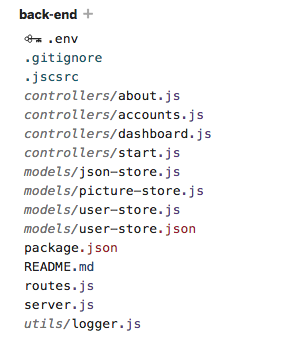 back-end +
.env
.gitignore
.jscsrc
controllers/about.js
controllers/accounts.js
controllers/dashboard.js
controllers/start.js
models/json-store.js
models/picture-store.js
models/user-store.js
models/user-store.json
package.json
README.md
routes.js
server.js
utils/logger.js